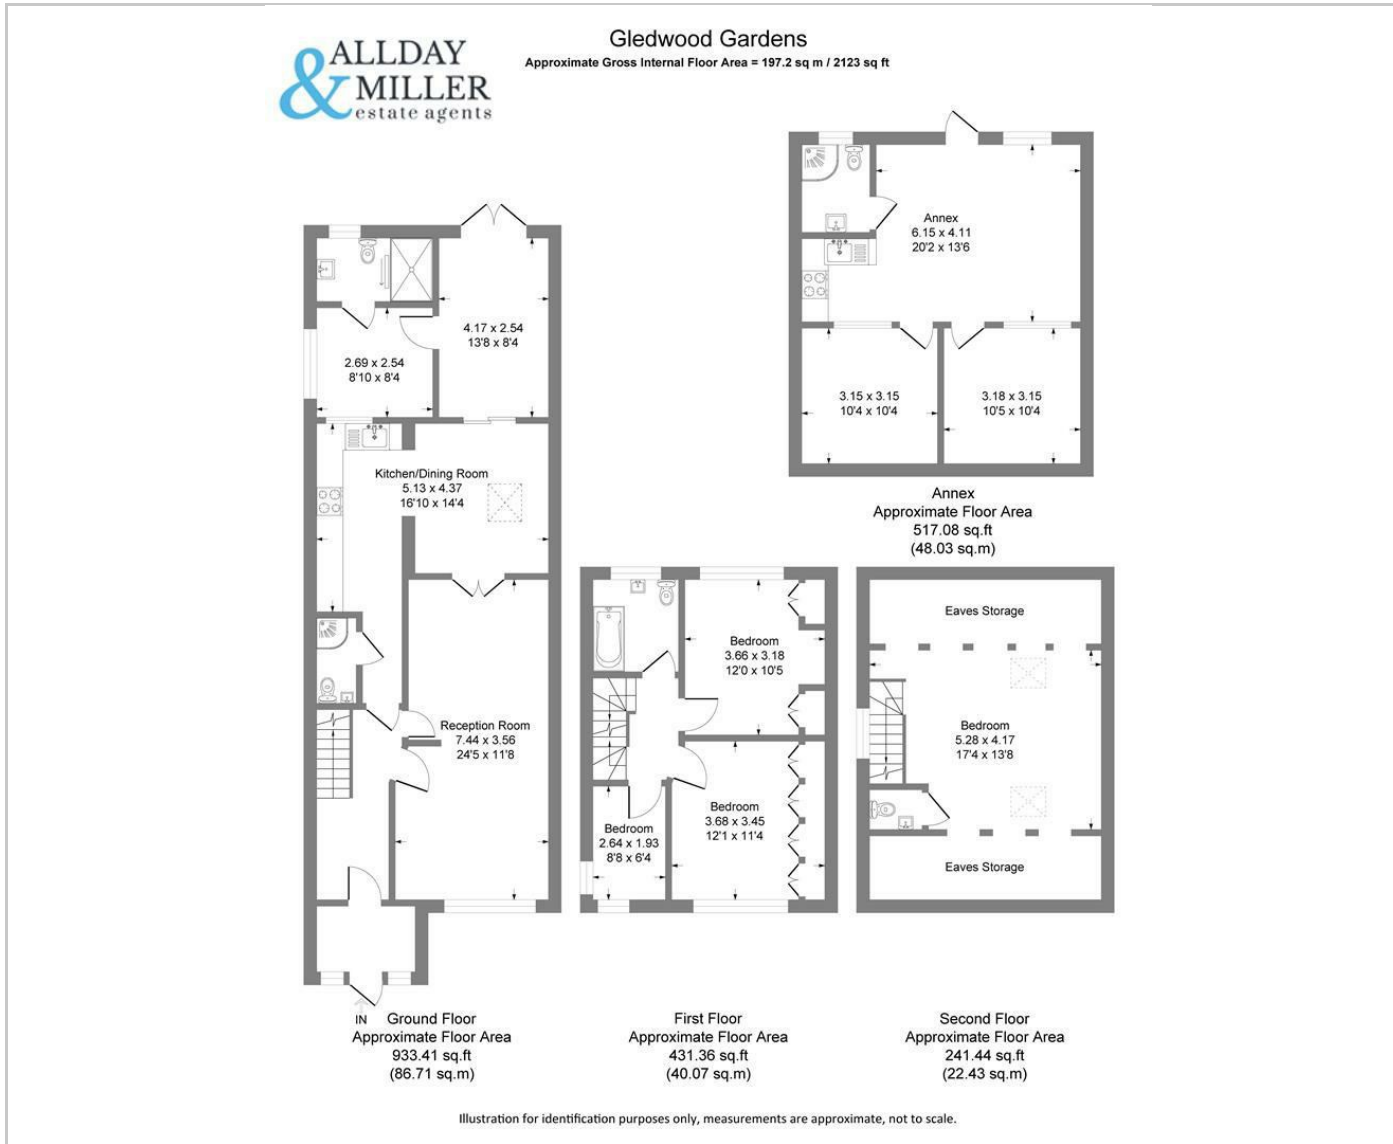 ALLDAY
& MILLER
estate agents
Gledwood Gardens
Approximate Gross Internal Floor Area = 197.2 sq m / 2123 sq ft
Annex
6.15 x 4.11
20'2 x 13'6
3.15 x 3.15
10'4 x 10'4
3.18 x 3.15
10'5 x 10'4
Annex
Approximate Floor Area
517.08 sq.ft
(48.03 sq.m)
4.17 x 2.54
13'8 x 8'4
2.69 x 2.54
8'10 x 8'4
Kitchen/Dining Room
5.13 x 4.37
16'10 x 14'4
Reception Room
7.44 x 3.56
24'5 x 11'8
IN
Ground Floor
Approximate Floor Area
933.41 sq.ft
(86.71 sq.m)
Bedroom
3.66 x 3.18
12'0 x 10'5
Bedroom
3.68 x 3.45
12'1 x 11'4
Bedroom
2.64 x 1.93
8'8 x 6'4
First Floor
Approximate Floor Area
431.36 sq.ft
(40.07 sq.m)
Eaves Storage
Bedroom
5.28 x 4.17
17'4 x 13'8
Eaves Storage
Second Floor
Approximate Floor Area
241.44 sq.ft
(22.43 sq.m)
Illustration for identification purposes only, measurements are approximate, not to scale.